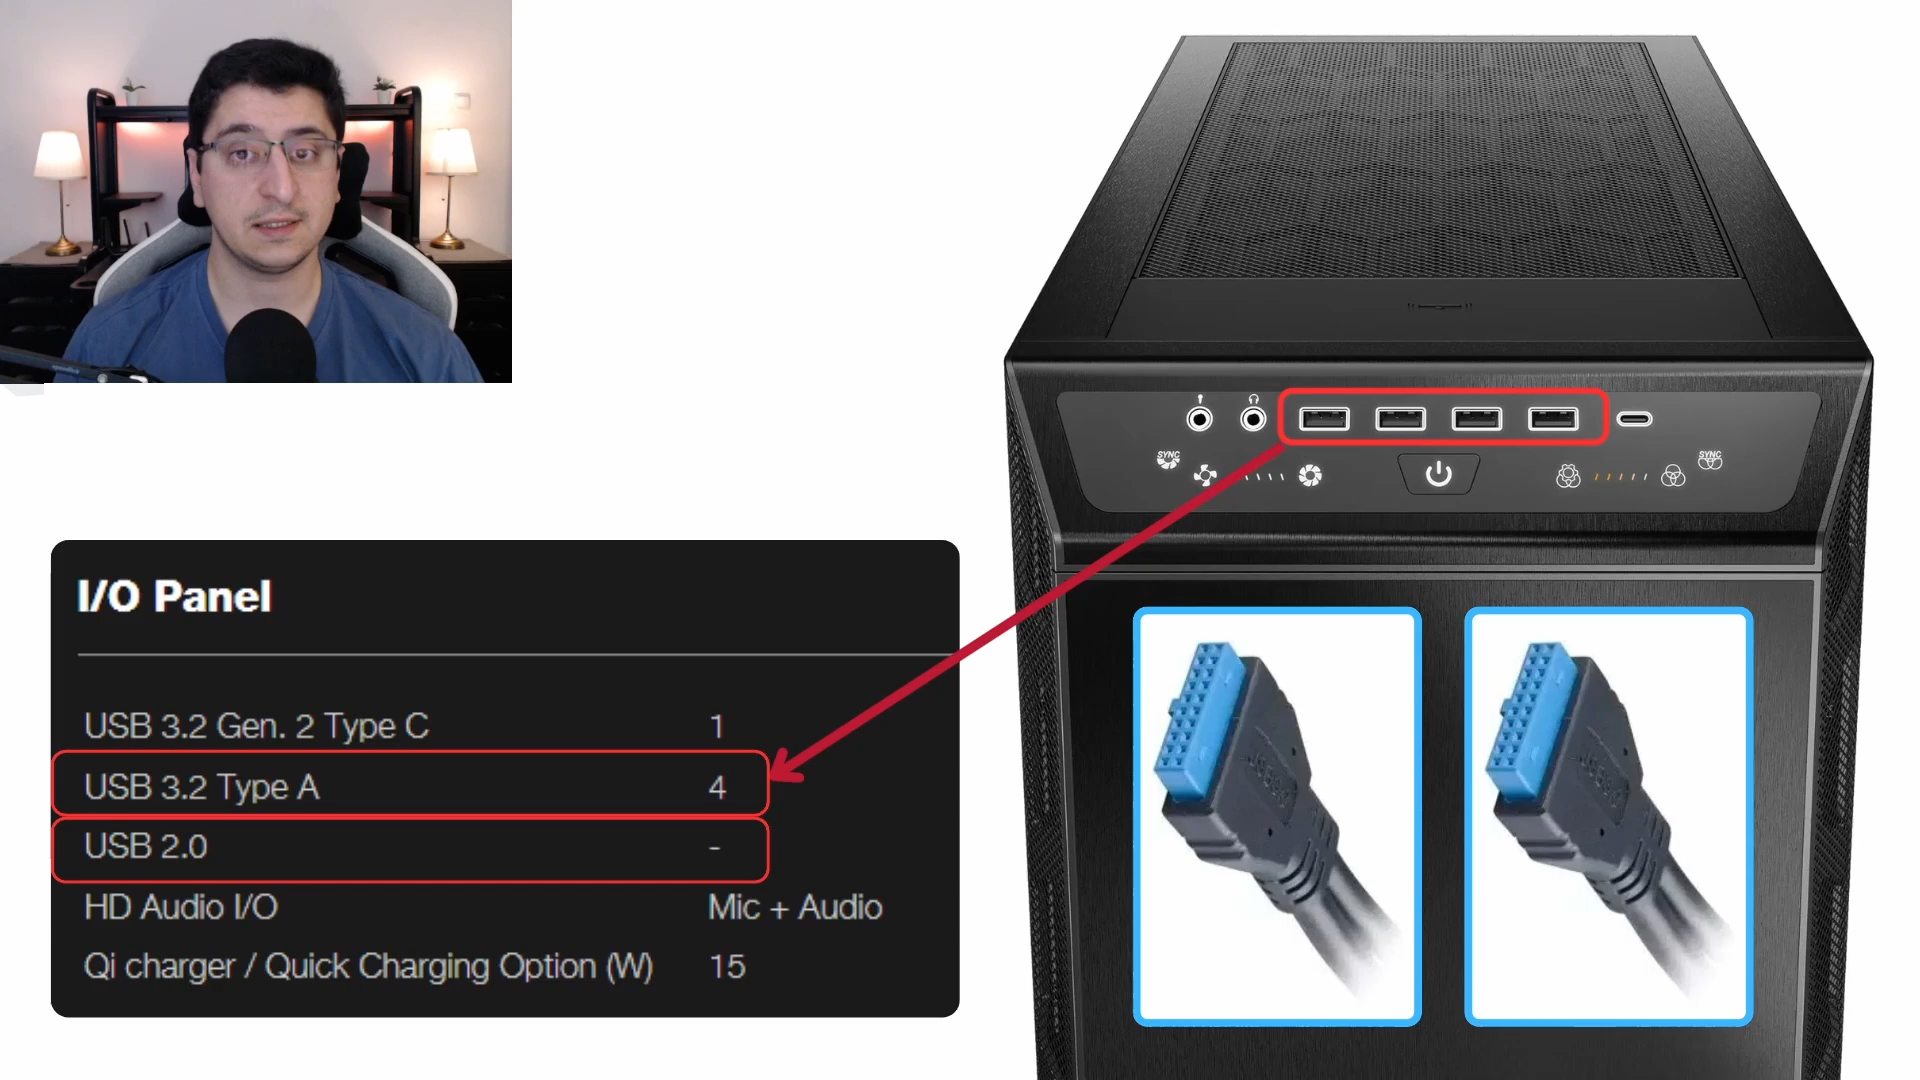 SYNC
SYNC
I/O Panel
USB 3.2 Gen. 2 Type C 1
USB 3.2 Type A 4
USB 2.0 -
HD Audio I/O Mic + Audio
Qi charger / Quick Charging Option (W) 15